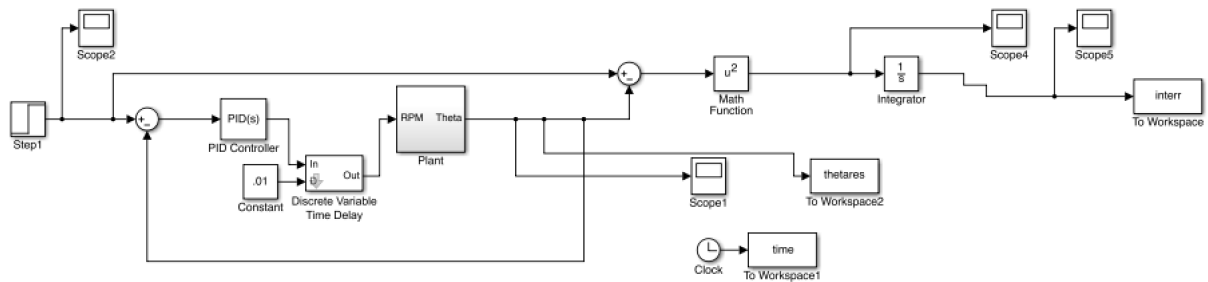 Scope2
Scope4
Scope5
+
−
u²
Math
Function
1
s
Integrator
interr
To Workspace
Step1
+
−
PID(s)
PID Controller
RPM
Theta
Plant
.01
Constant
In
D
Out
Discrete Variable
Time Delay
Scope1
thetares
To Workspace2
Clock
time
To Workspace1